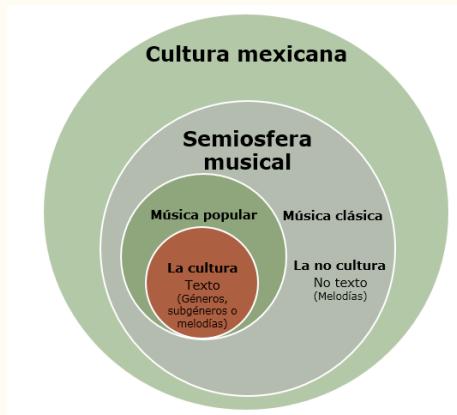 Cultura mexicana
Semiosfera
musical
Música popular
Música clásica
La cultura
Texto
(Géneros,
subgéneros o
melodías)
La no cultura
No texto
(Melodías)